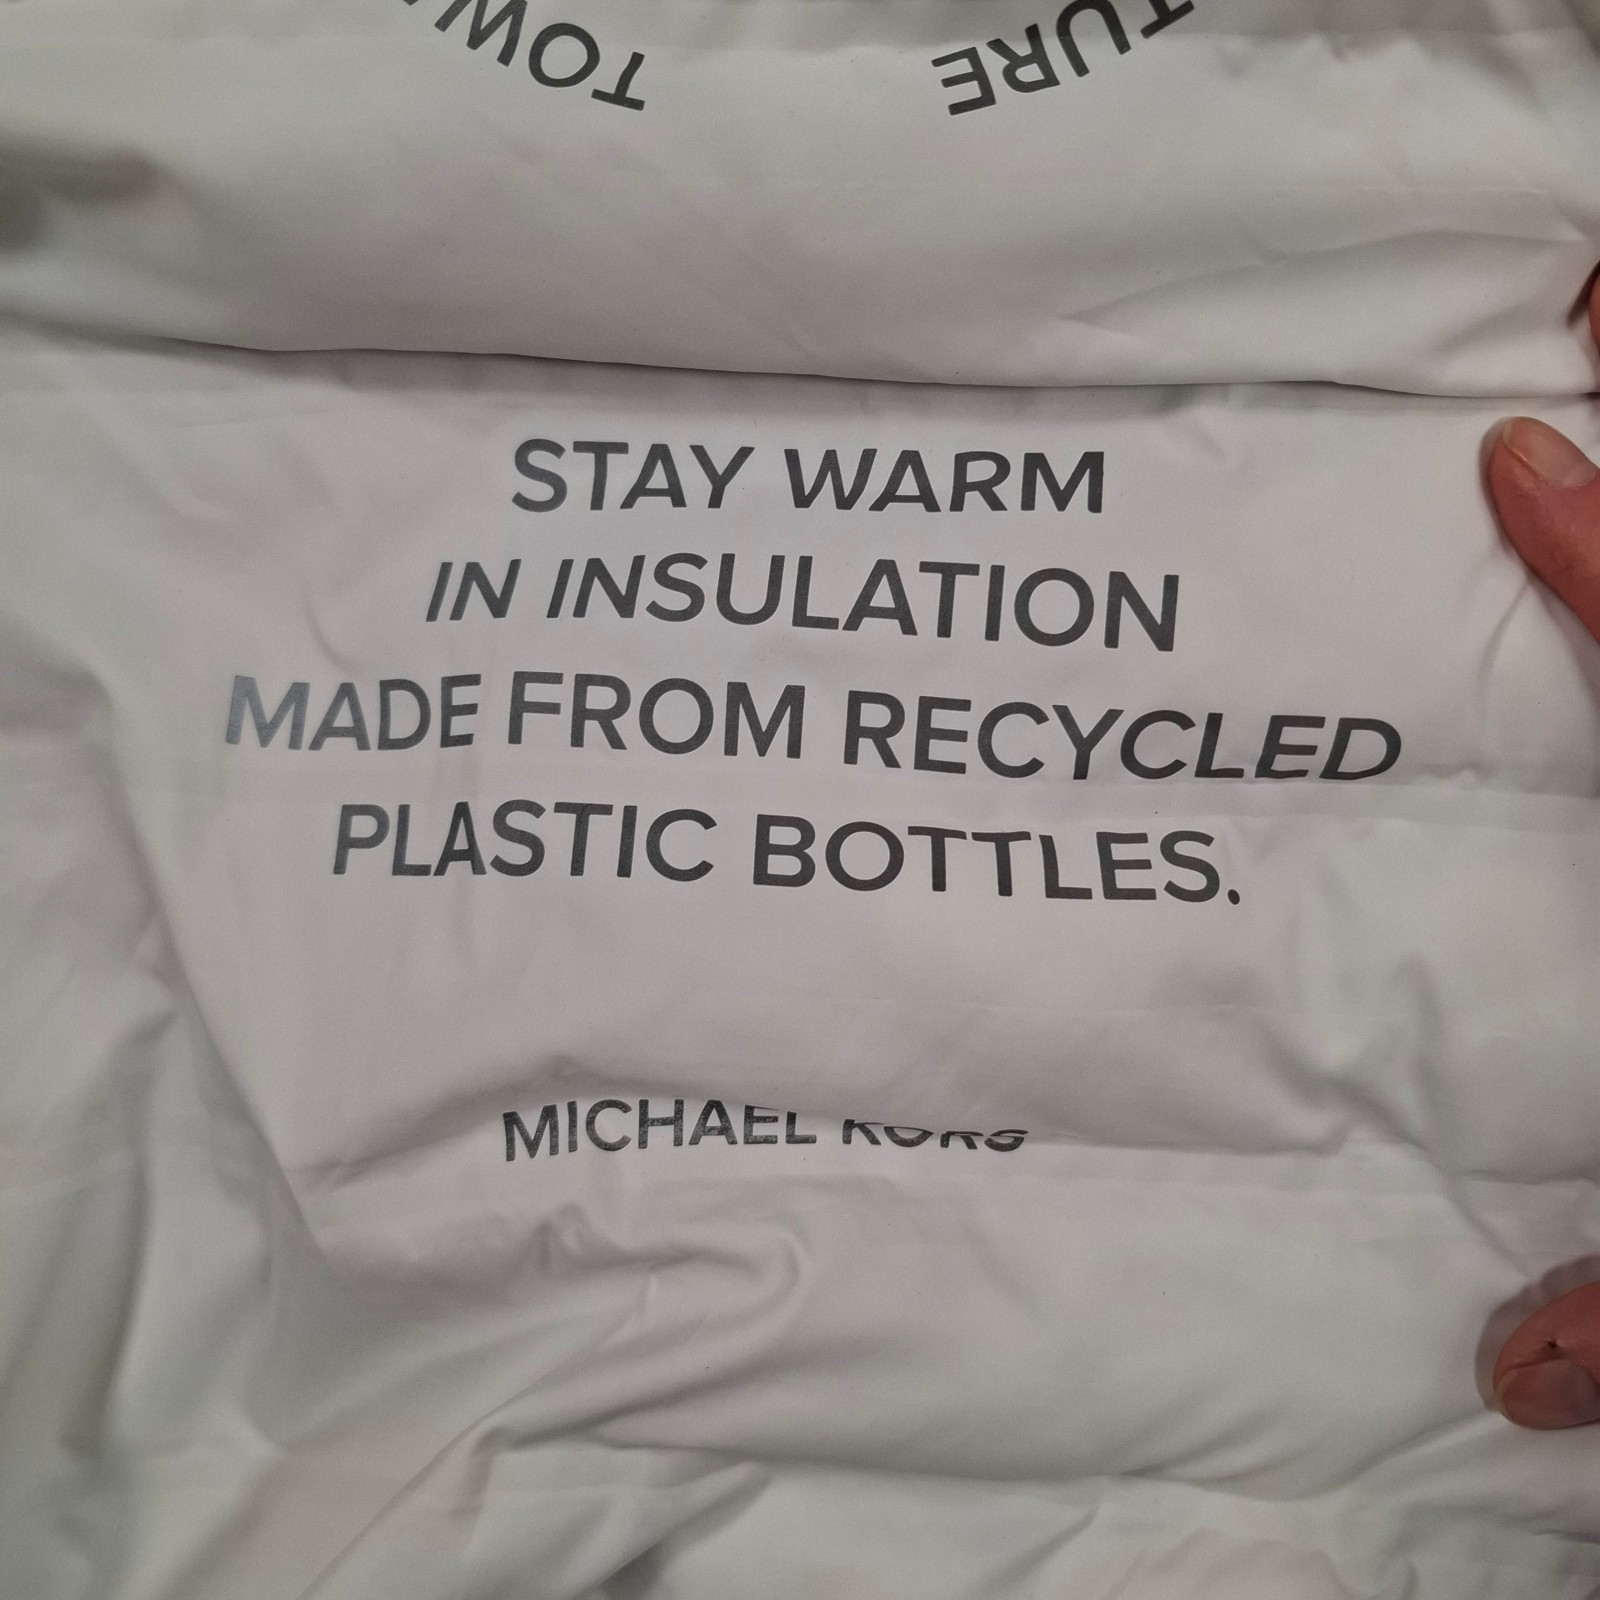 STAY WARM
IN INSULATION
MADE FROM RECYCLED
PLASTIC BOTTLES.
MICHAEL KORS